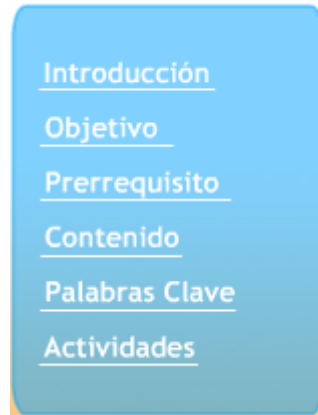 Introducción
Objetivo
Prerrequisito
Contenido
Palabras Clave
Actividades